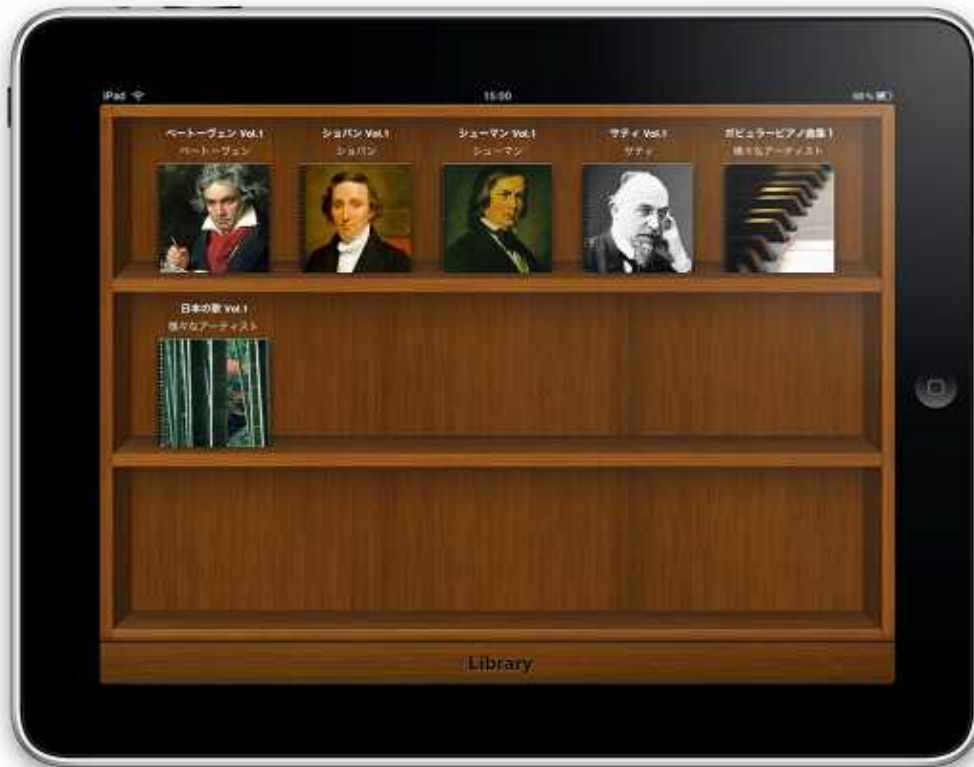 iPad
15:00
ベートーヴェン Vol.1
ベートーヴェン
ショパン Vol.1
ショパン
シューマン Vol.1
シューマン
サティ Vol.1
サティ
ポピュラーピアノ曲集 1
様々なアーティスト
日本の歌 Vol.1
様々なアーティスト
Library